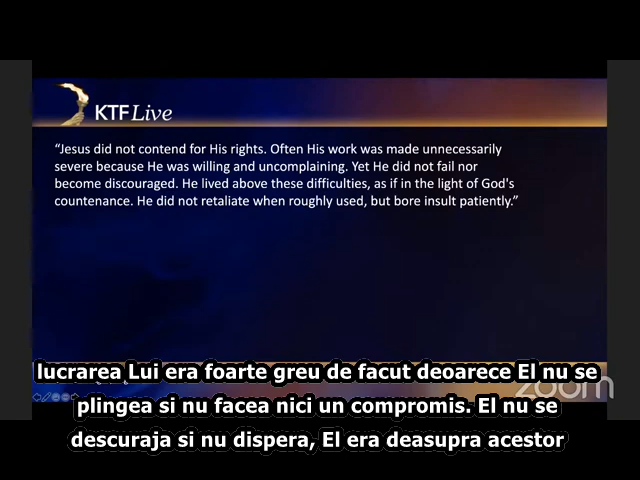 KTF Live
“Jesus did not contend for His rights. Often His work was made unnecessarily
severe because He was willing and uncomplaining. Yet He did not fail nor
become discouraged. He lived above these difficulties, as if in the light of God's
countenance. He did not retaliate when roughly used, but bore insult patiently.”
lucrarea Lui era foarte greu de facut deoarece El nu se
zoom
plingea si nu facea nici un compromis. El nu se
descuraja si nu dispera, El era deasupra acestor